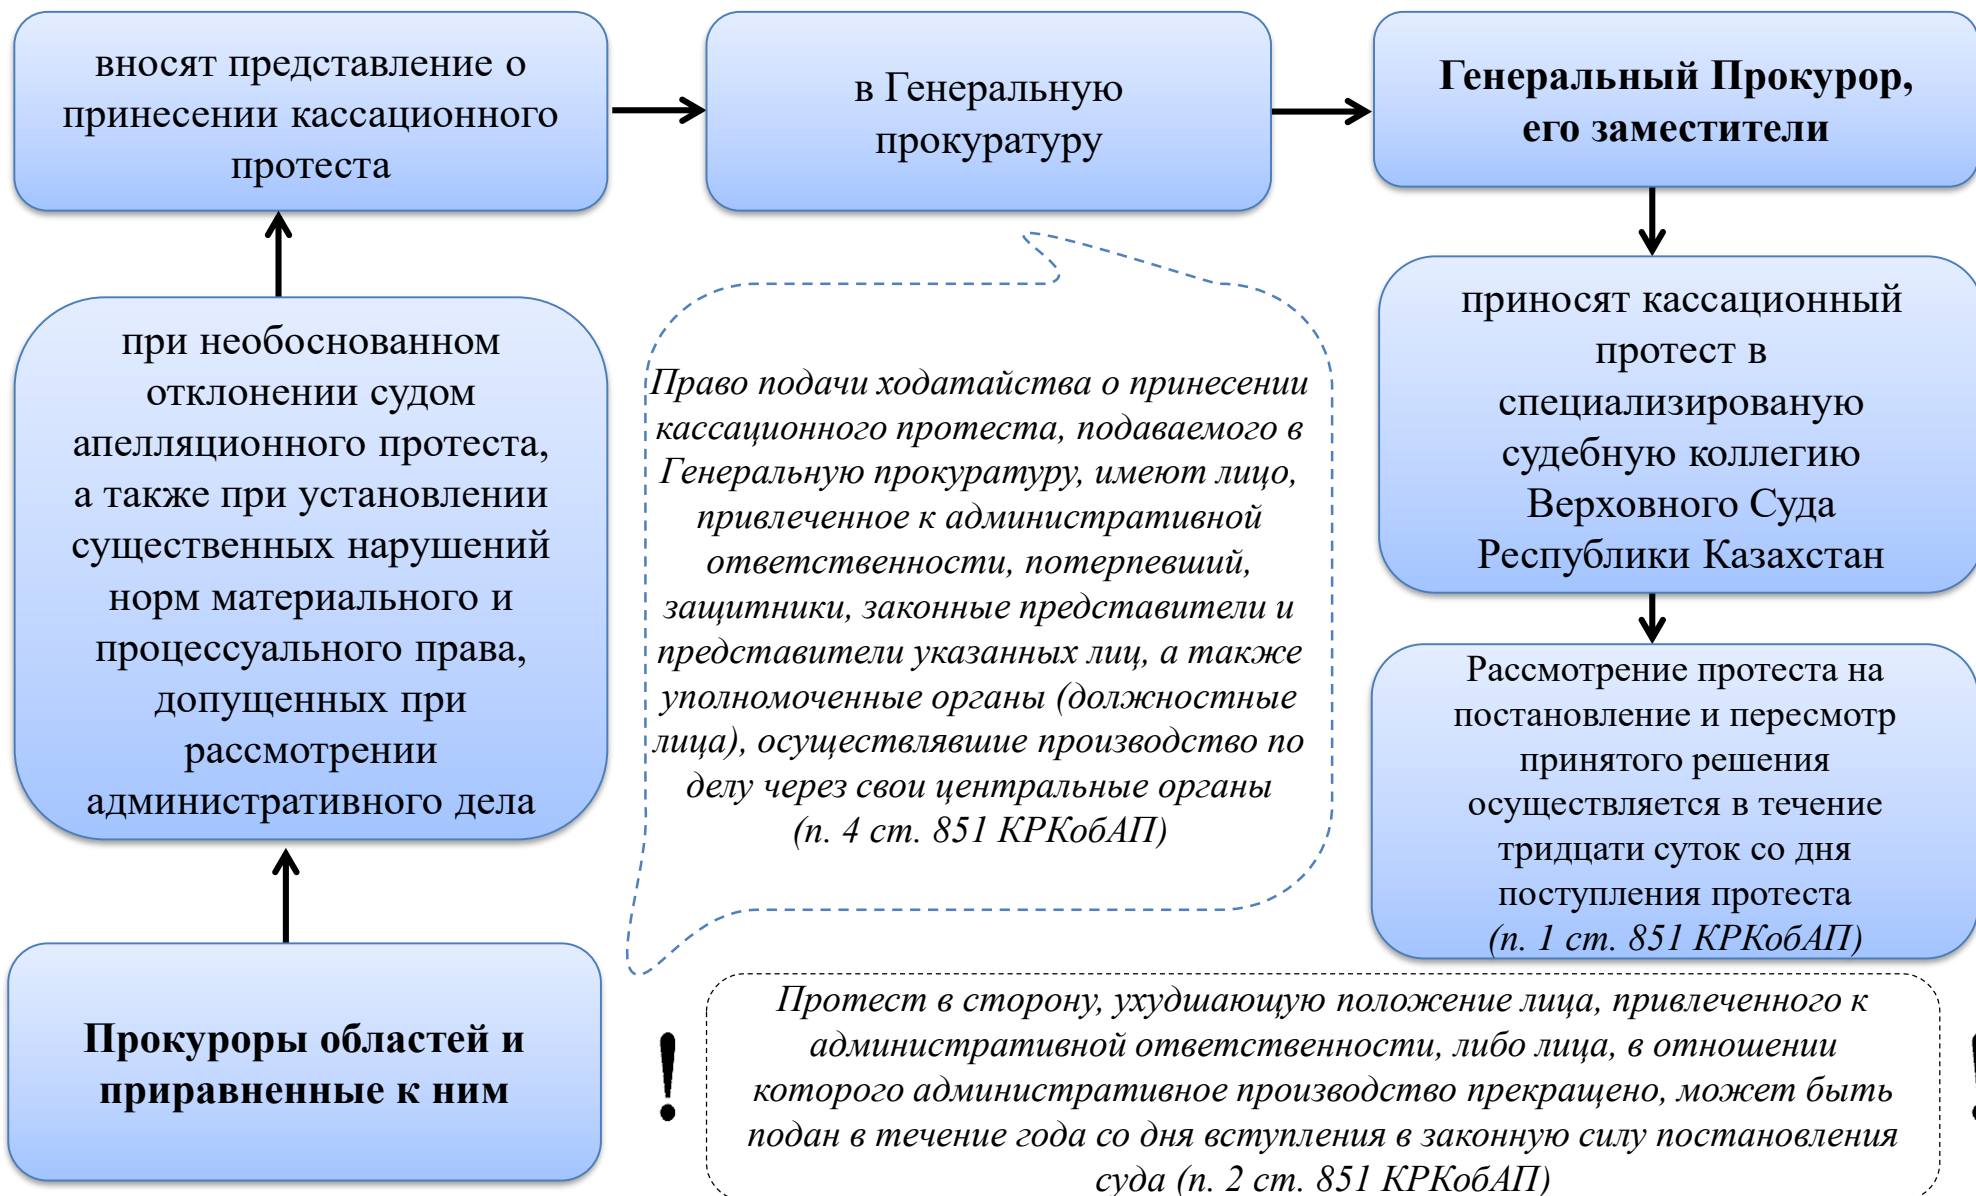 вносят представление о
принесении кассационного
протеста
в Генеральную
прокуратуру
Генеральный Прокурор,
его заместители
при необоснованном
отклонении судом
апелляционного протеста,
а также при установлении
существенных нарушений
норм материального и
процессуального права,
допущенных при
рассмотрении
административного дела
Право подачи ходатайства о принесении
кассационного протеста, подаваемого в
Генеральную прокуратуру, имеют лицо,
привлеченное к административной
ответственности, потерпевший,
защитники, законные представители и
представители указанных лиц, а также
уполномоченные органы (должностные
лица), осуществлявшие производство по
делу через свои центральные органы
(п. 4 ст. 851 КРКобАП)
приносят кассационный
протест в
специализированую
судебную коллегию
Верховного Суда
Республики Казахстан
Рассмотрение протеста на
постановление и пересмотр
принятого решения
осуществляется в течение
тридцати суток со дня
поступления протеста
(п. 1 ст. 851 КРКобАП)
Прокуроры областей и
приравненные к ним
!
Протест в сторону, ухудшающую положение лица, привлеченного к
административной ответственности, либо лица, в отношении
которого административное производство прекращено, может быть
подан в течение года со дня вступления в законную силу постановления
суда (п. 2 ст. 851 КРКобАП)
!